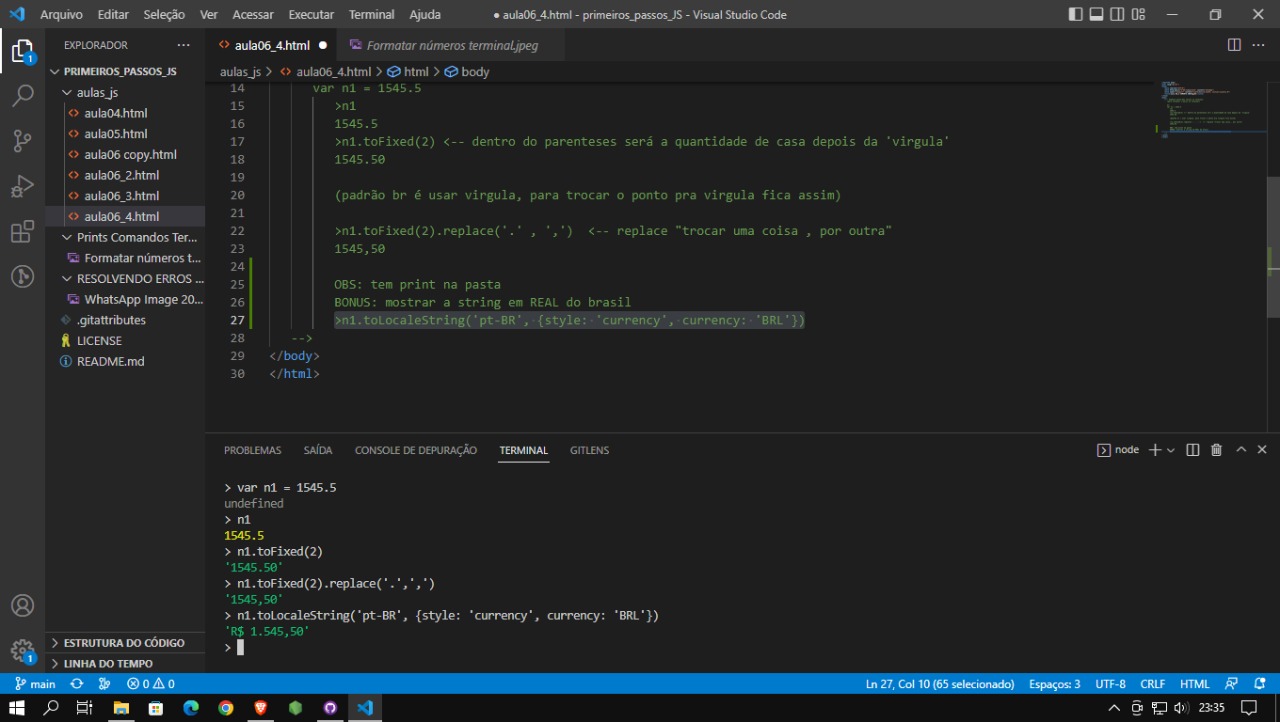 Arquivo Editar Seleção Ver Acessar Executar Terminal Ajuda
● aula06_4.html - primeiros_passos_JS - Visual Studio Code
EXPLORADOR
PRIMEIROS_PASSOS_JS
aulas_js
aula04.html
aula05.html
aula06 copy.html
aula06_2.html
aula06_3.html
aula06_4.html
Prints Comandos Ter...
Formatar números t...
RESOLVENDO ERROS ...
WhatsApp Image 20...
.gitattributes
LICENSE
README.md
ESTRUTURA DO CÓDIGO
LINHA DO TEMPO
1
1
aula06_4.html ●
Formatar números terminal.jpeg
aulas_js > aula06_4.html > html > body
14 var n1 = 1545.5
15 >n1
16 1545.5
17 >n1.toFixed(2) <-- dentro do parenteses será a quantidade de casa depois da 'virgula'
18 1545.50
19
20 (padrão br é usar virgula, para trocar o ponto pra virgula fica assim)
21
22 >n1.toFixed(2).replace('.' , ',')  <-- replace "trocar uma coisa , por outra"
23 1545,50
24
25 OBS: tem print na pasta
26 BONUS: mostrar a string em REAL do brasil
27 >n1.toLocaleString('pt-BR', {style: 'currency', currency: 'BRL'})
28 -->
29 </body>
30 </html>
PROBLEMAS SAÍDA CONSOLE DE DEPURAÇÃO TERMINAL GITLENS
node
> var n1 = 1545.5
undefined
> n1
1545.5
> n1.toFixed(2)
'1545.50'
> n1.toFixed(2).replace('.',',')
'1545,50'
> n1.toLocaleString('pt-BR', {style: 'currency', currency: 'BRL'})
'R$ 1.545,50'
>
main 0 0
Ln 27, Col 10 (65 selecionado) Espaços: 3 UTF-8 CRLF HTML
23:35